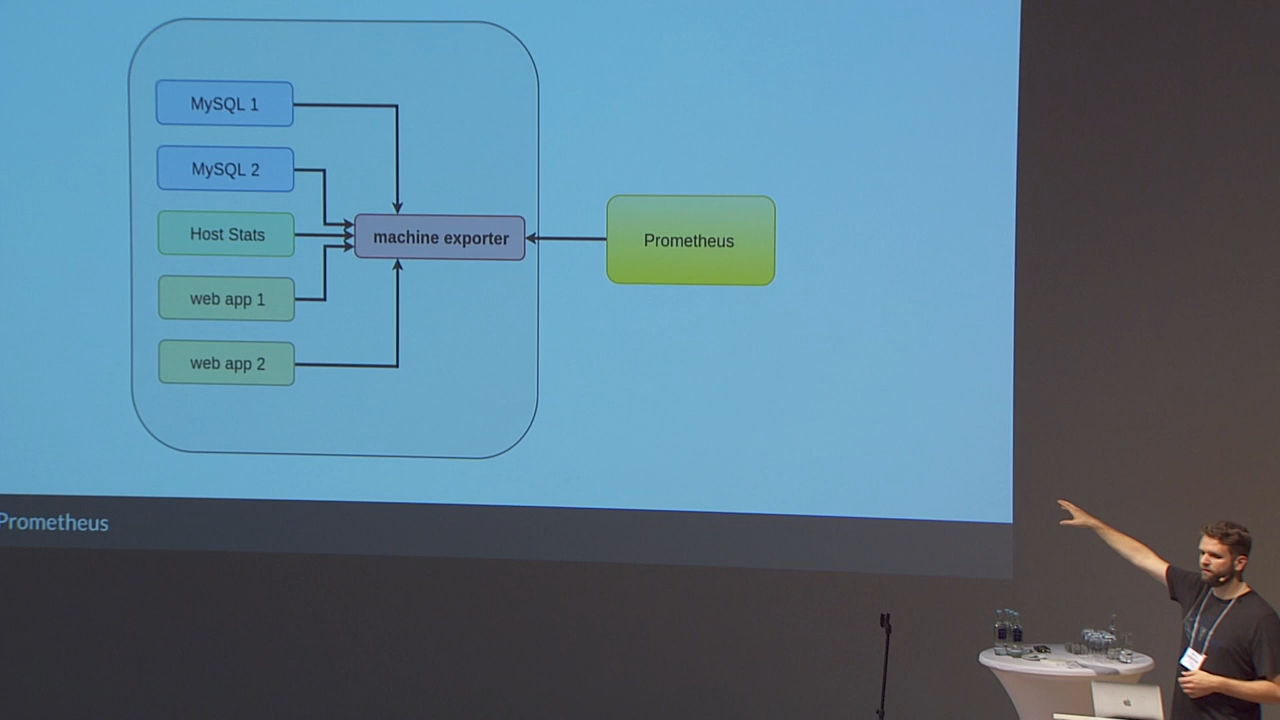 MySQL 1
MySQL 2
Host Stats
web app 1
web app 2
machine exporter
Prometheus
Prometheus